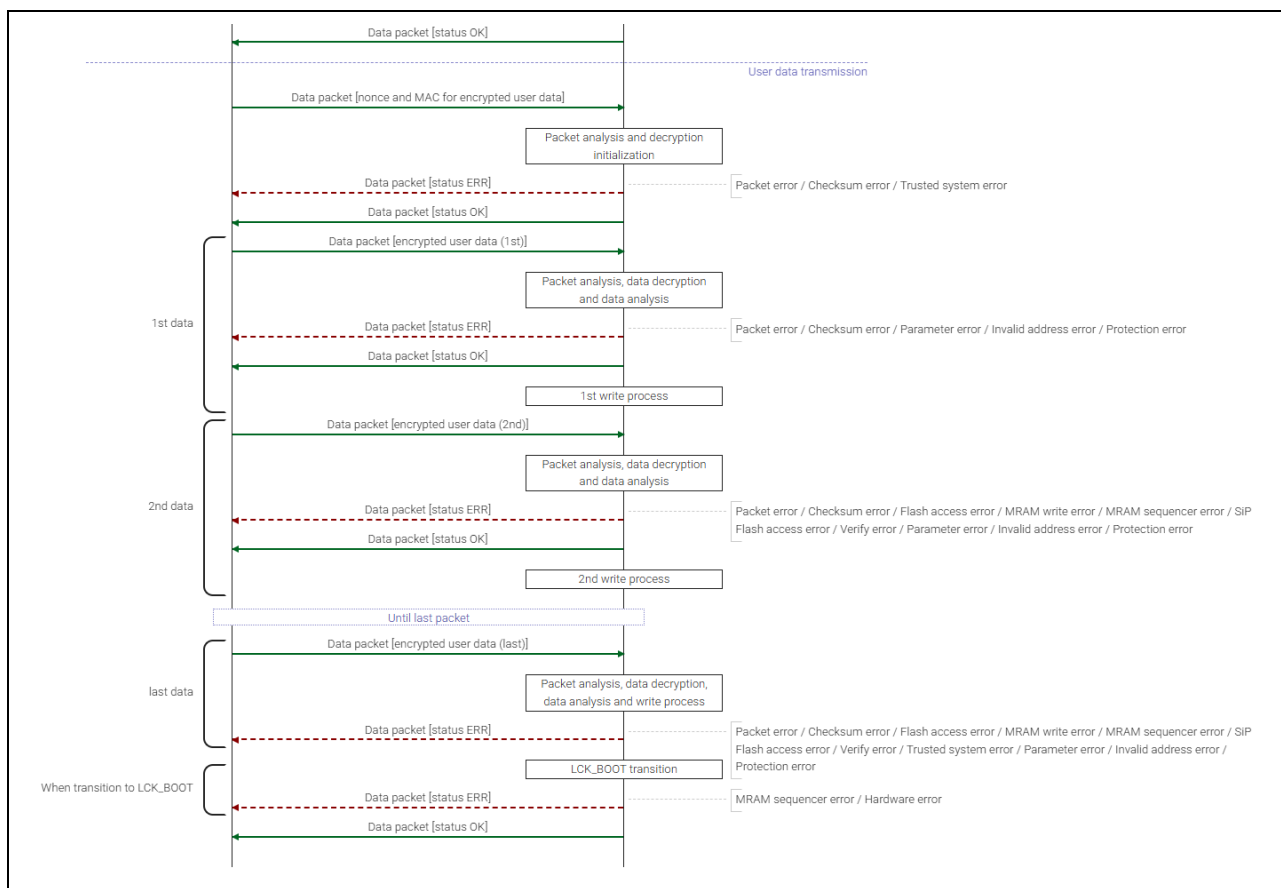 Data packet [status OK]
User data transmission
Data packet [nonce and MAC for encrypted user data]
Packet analysis and decryption
initialization
Data packet [status ERR]
Packet error / Checksum error / Trusted system error
Data packet [status OK]
Data packet [encrypted user data (1st)]
Packet analysis, data decryption
and data analysis
1st data
Data packet [status ERR]
Packet error / Checksum error / Parameter error / Invalid address error / Protection error
Data packet [status OK]
1st write process
Data packet [encrypted user data (2nd)]
Packet analysis, data decryption
and data analysis
2nd data
Data packet [status ERR]
Packet error / Checksum error / Flash access error / MRAM write error / MRAM sequencer error / SiP
Flash access error / Verify error / Parameter error / Invalid address error / Protection error
Data packet [status OK]
2nd write process
Until last packet
Data packet [encrypted user data (last)]
Packet analysis, data decryption,
data analysis and write process
last data
Data packet [status ERR]
Packet error / Checksum error / Flash access error / MRAM write error / MRAM sequencer error / SiP
Flash access error / Verify error / Trusted system error / Parameter error / Invalid address error /
Protection error
LCK_BOOT transition
When transition to LCK_BOOT
Data packet [status ERR]
MRAM sequencer error / Hardware error
Data packet [status OK]